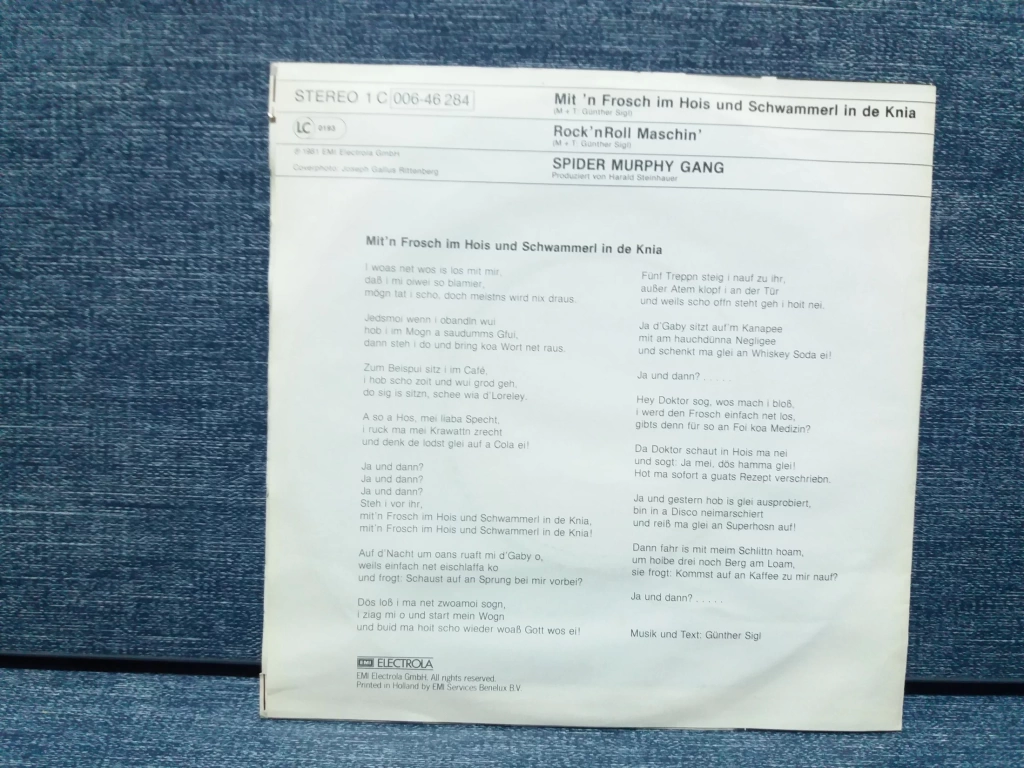 STEREO 1 C 006-46 284
Mit 'n Frosch im Hois und Schwammerl in de Knia
(M + T: Günther Sigl)
LC 0193
Rock'nRoll Maschin'
(M + T: Günther Sigl)
℗ 1981 EMI Electrola GmbH
Coverphoto: Joseph Gallus Rittenberg
SPIDER MURPHY GANG
Produziert von Harald Steinhauer
Mit'n Frosch im Hois und Schwammerl in de Knia
I woas net wos is los mit mir,
daß i mi oiwei so blamier,
mögn tat i scho, doch meistns wird nix draus.
Jedsmoi wenn i obandln wui
hob i im Mogn a saudumms Gfui,
dann steh i do und bring koa Wort net raus.
Zum Beispui sitz i im Café,
i hob scho zoit und wui grod geh,
do sig is sitzn, schee wia d'Loreley.
A so a Hos, mei liaba Specht,
i ruck ma mei Krawattn zrecht
und denk de lodst glei auf a Cola ei!
Ja und dann?
Ja und dann?
Ja und dann?
Steh i vor ihr,
mit'n Frosch im Hois und Schwammerl in de Knia,
mit'n Frosch im Hois und Schwammerl in de Knia!
Auf d'Nacht um oans ruaft mi d'Gaby o,
weils einfach net eischlaffa ko
und frogt: Schaust auf an Sprung bei mir vorbei?
Dös loß i ma net zwoamoi sogn,
i ziag mi o und start mein Wogn
und buid ma hoit scho wieder woaß Gott wos ei!
Fünf Treppn steig i nauf zu ihr,
außer Atem klopf i an der Tür
und weils scho offn steht geh i hoit nei.
Ja d'Gaby sitzt auf'm Kanapee
mit am hauchdünna Negligee
und schenkt ma glei an Whiskey Soda ei!
Ja und dann? . . . . .
Hey Doktor sog, wos mach i bloß,
i werd den Frosch einfach net los,
gibts denn für so an Foi koa Medizin?
Da Doktor schaut in Hois ma nei
und sogt: Ja mei, dös hamma glei!
Hot ma sofort a guats Rezept verschriebn.
Ja und gestern hob is glei ausprobiert,
bin in a Disco neimarschiert
und reiß ma glei an Superhosn auf!
Dann fahr is mit meim Schlittn hoam,
um hoibe drei noch Berg am Loam,
sie frogt: Kommst auf an Kaffee zu mir nauf?
Ja und dann? . . . . .
Musik und Text: Günther Sigl
EMI ELECTROLA
EMI Electrola GmbH. All rights reserved.
Printed in Holland by EMI Services Benelux B.V.